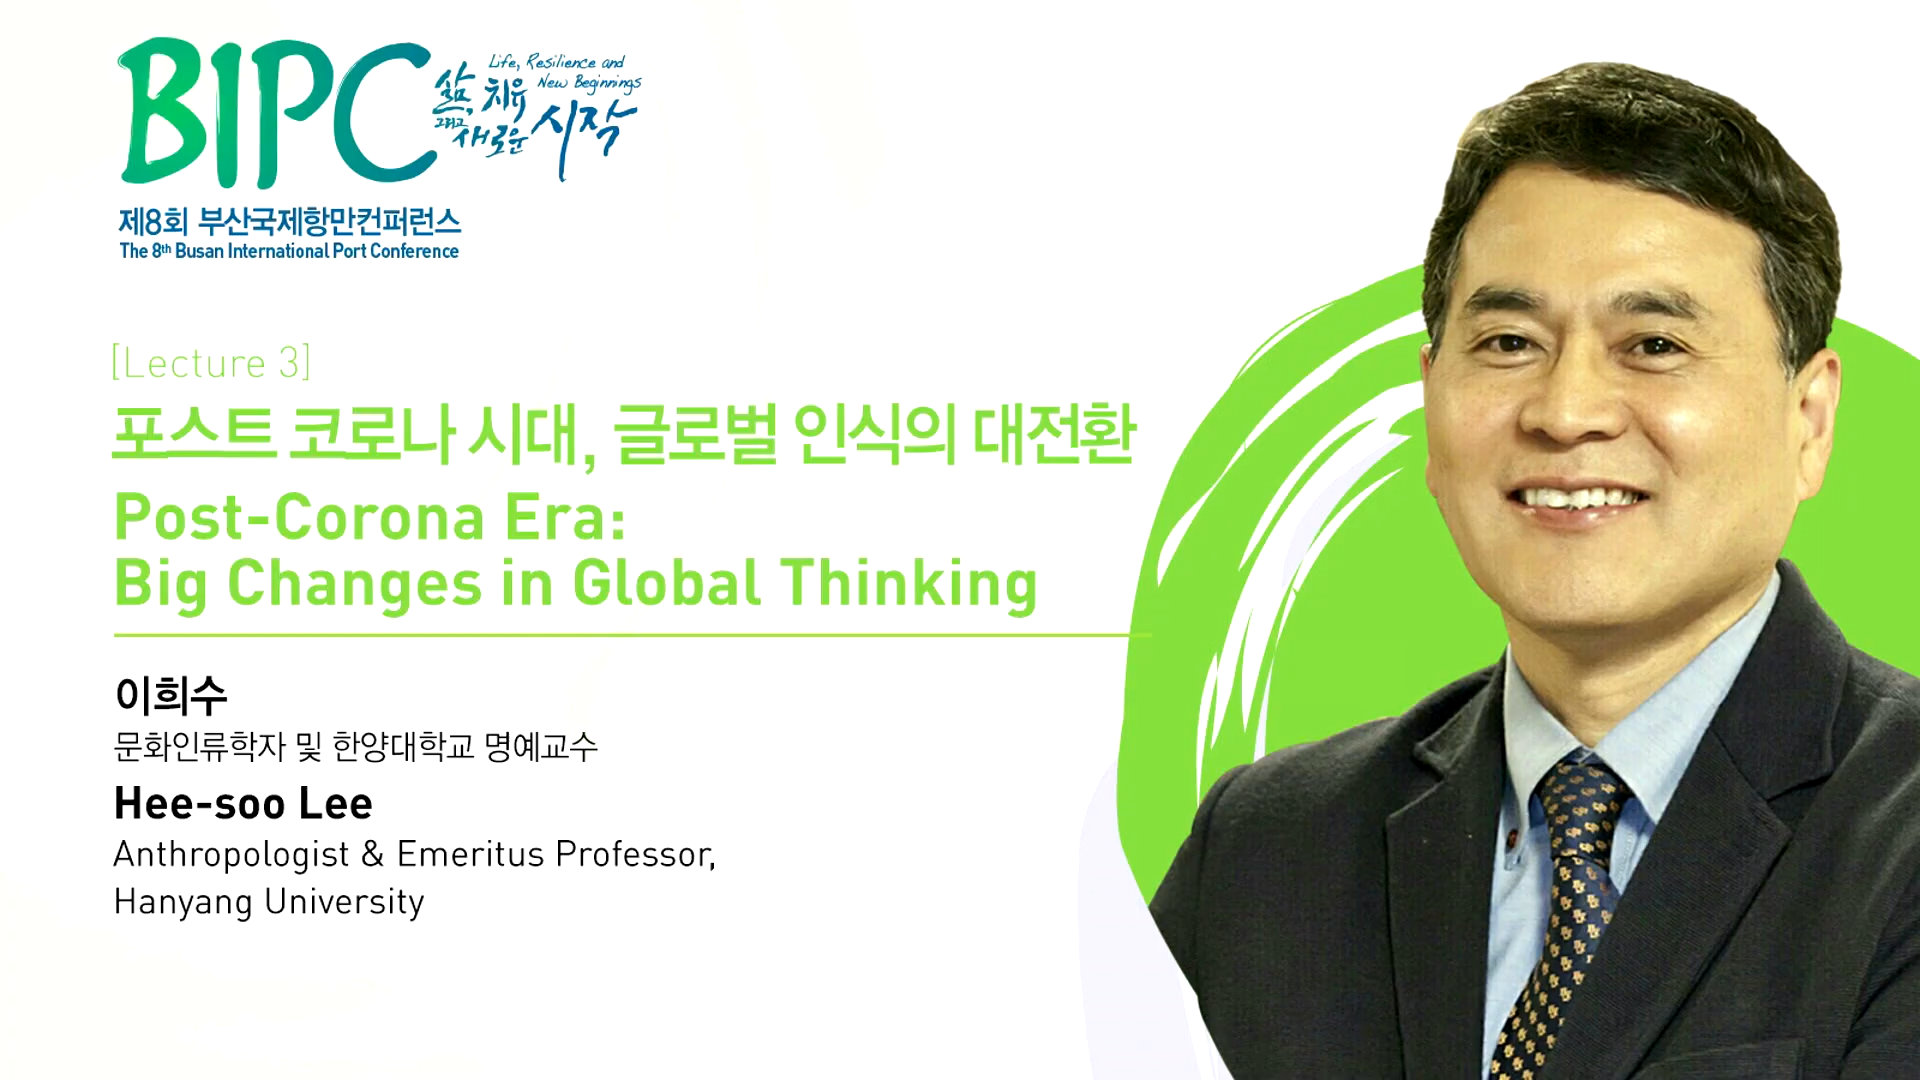 BIPC
Life, Resilience and
New Beginnings
삶, 치유
그리고
새로운 시작
제8회 부산국제항만컨퍼런스
The 8th Busan International Port Conference
[Lecture 3]
포스트 코로나 시대, 글로벌 인식의 대전환
Post-Corona Era:
Big Changes in Global Thinking
이희수
문화인류학자 및 한양대학교 명예교수
Hee-soo Lee
Anthropologist & Emeritus Professor,
Hanyang University